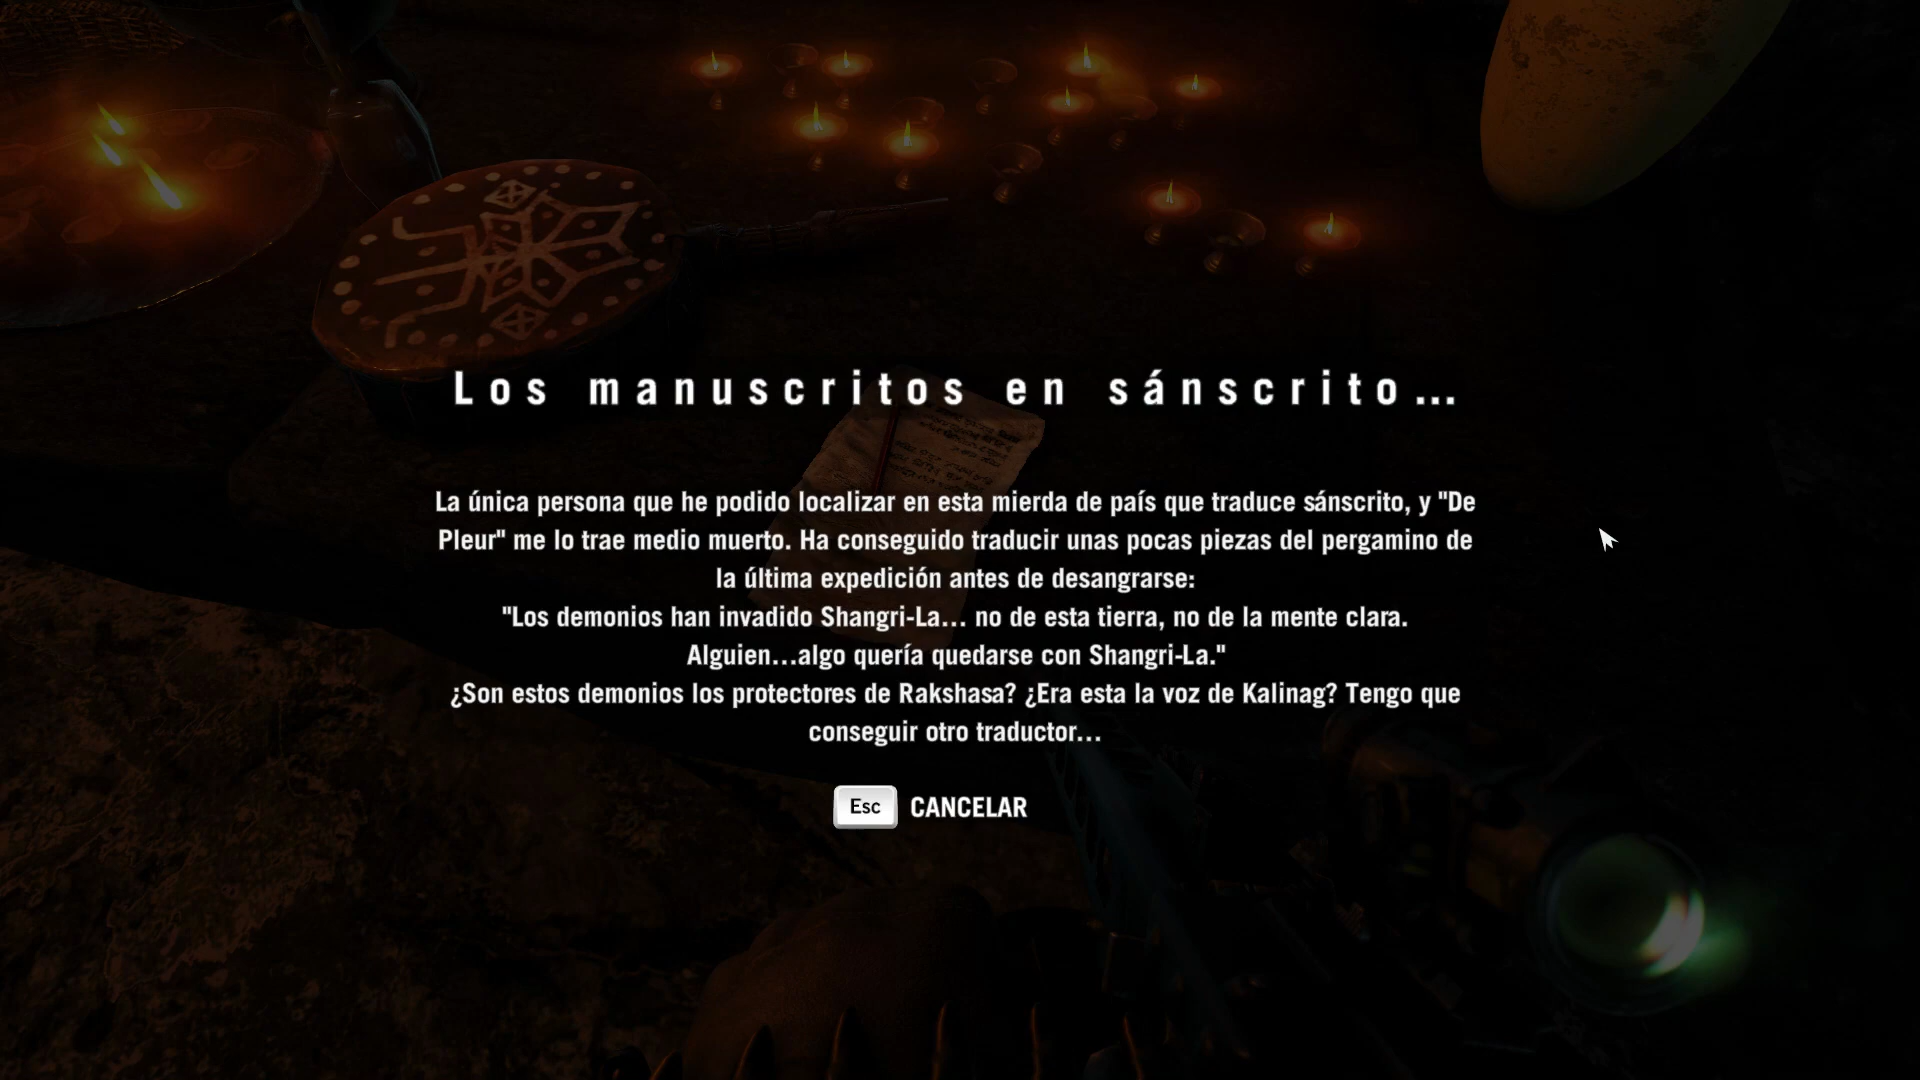 Los manuscritos en sánscrito...
La única persona que he podido localizar en esta mierda de país que traduce sánscrito, y "De
Pleur" me lo trae medio muerto. Ha conseguido traducir unas pocas piezas del pergamino de
la última expedición antes de desangrarse:
"Los demonios han invadido Shangri-La... no de esta tierra, no de la mente clara.
Alguien...algo quería quedarse con Shangri-La."
¿Son estos demonios los protectores de Rakshasa? ¿Era esta la voz de Kalinag? Tengo que
conseguir otro traductor...
Esc CANCELAR